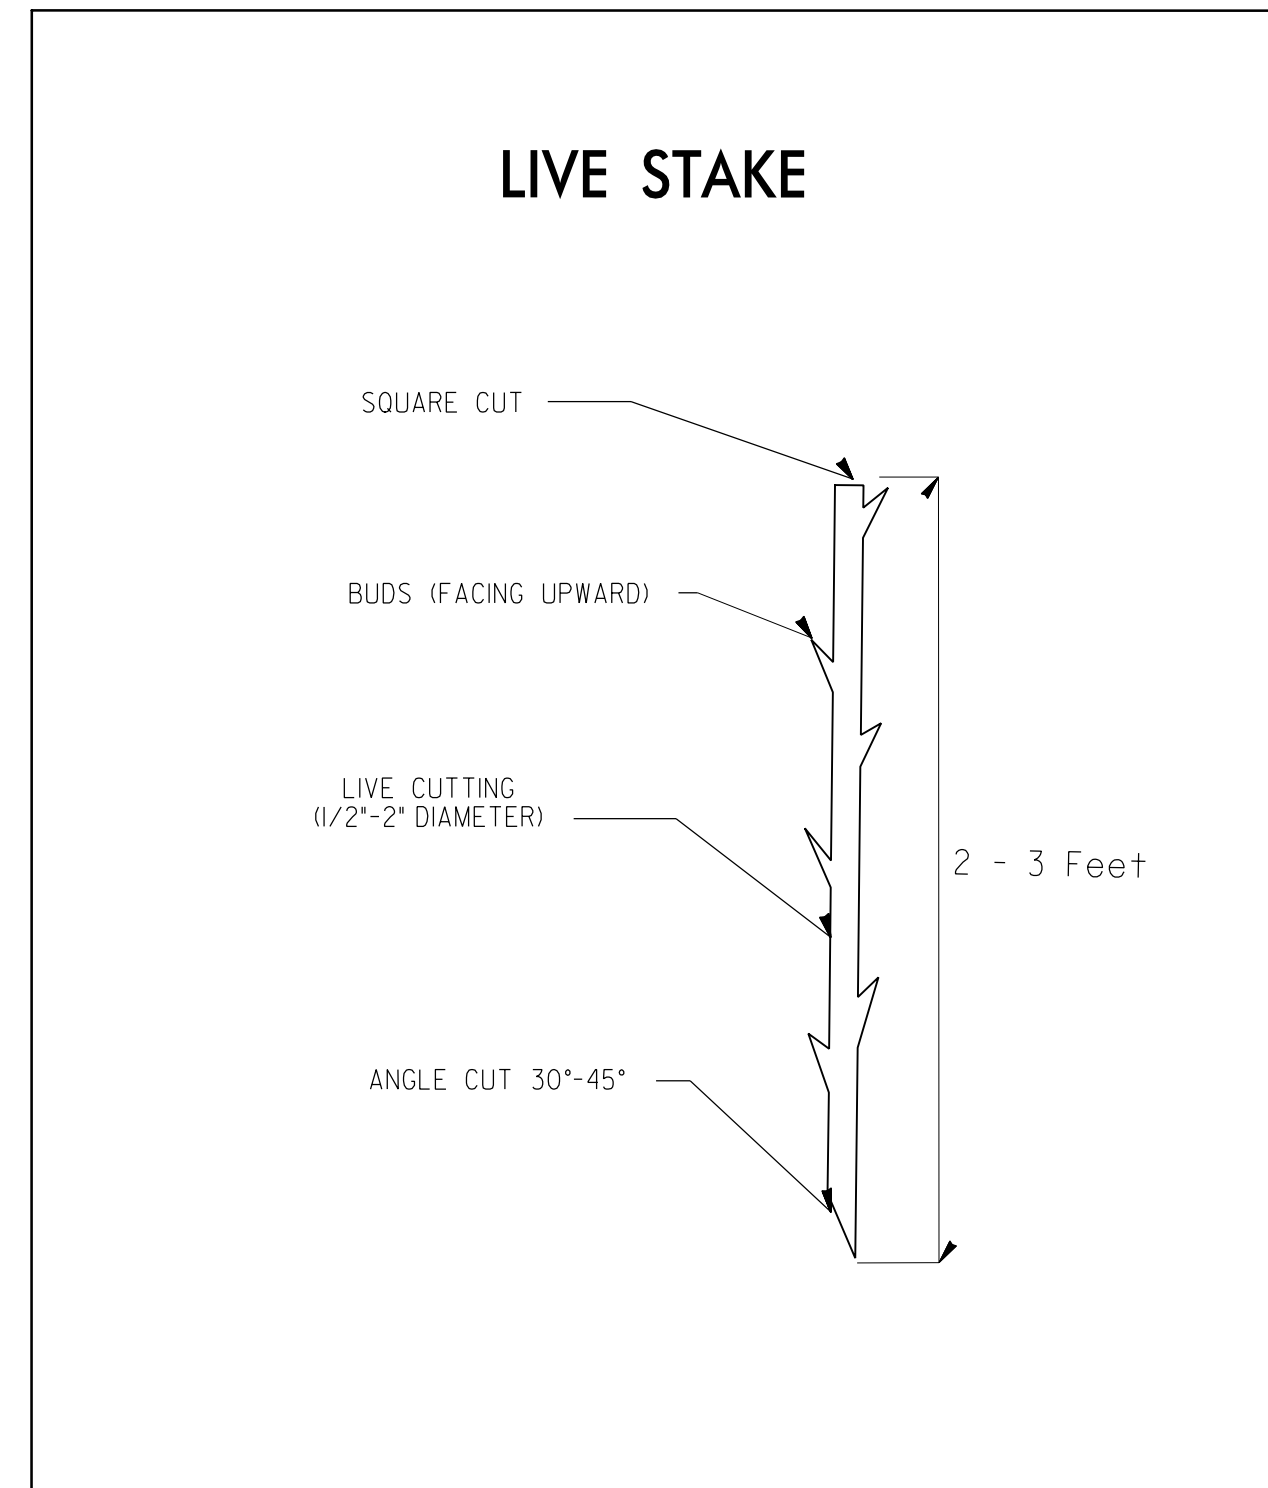 LIVE STAKE
SQUARE CUT
BUDS (FACING UPWARD)
LIVE CUTTING
(1/2"-2" DIAMETER)
2 - 3 Feet
ANGLE CUT 30°-45°